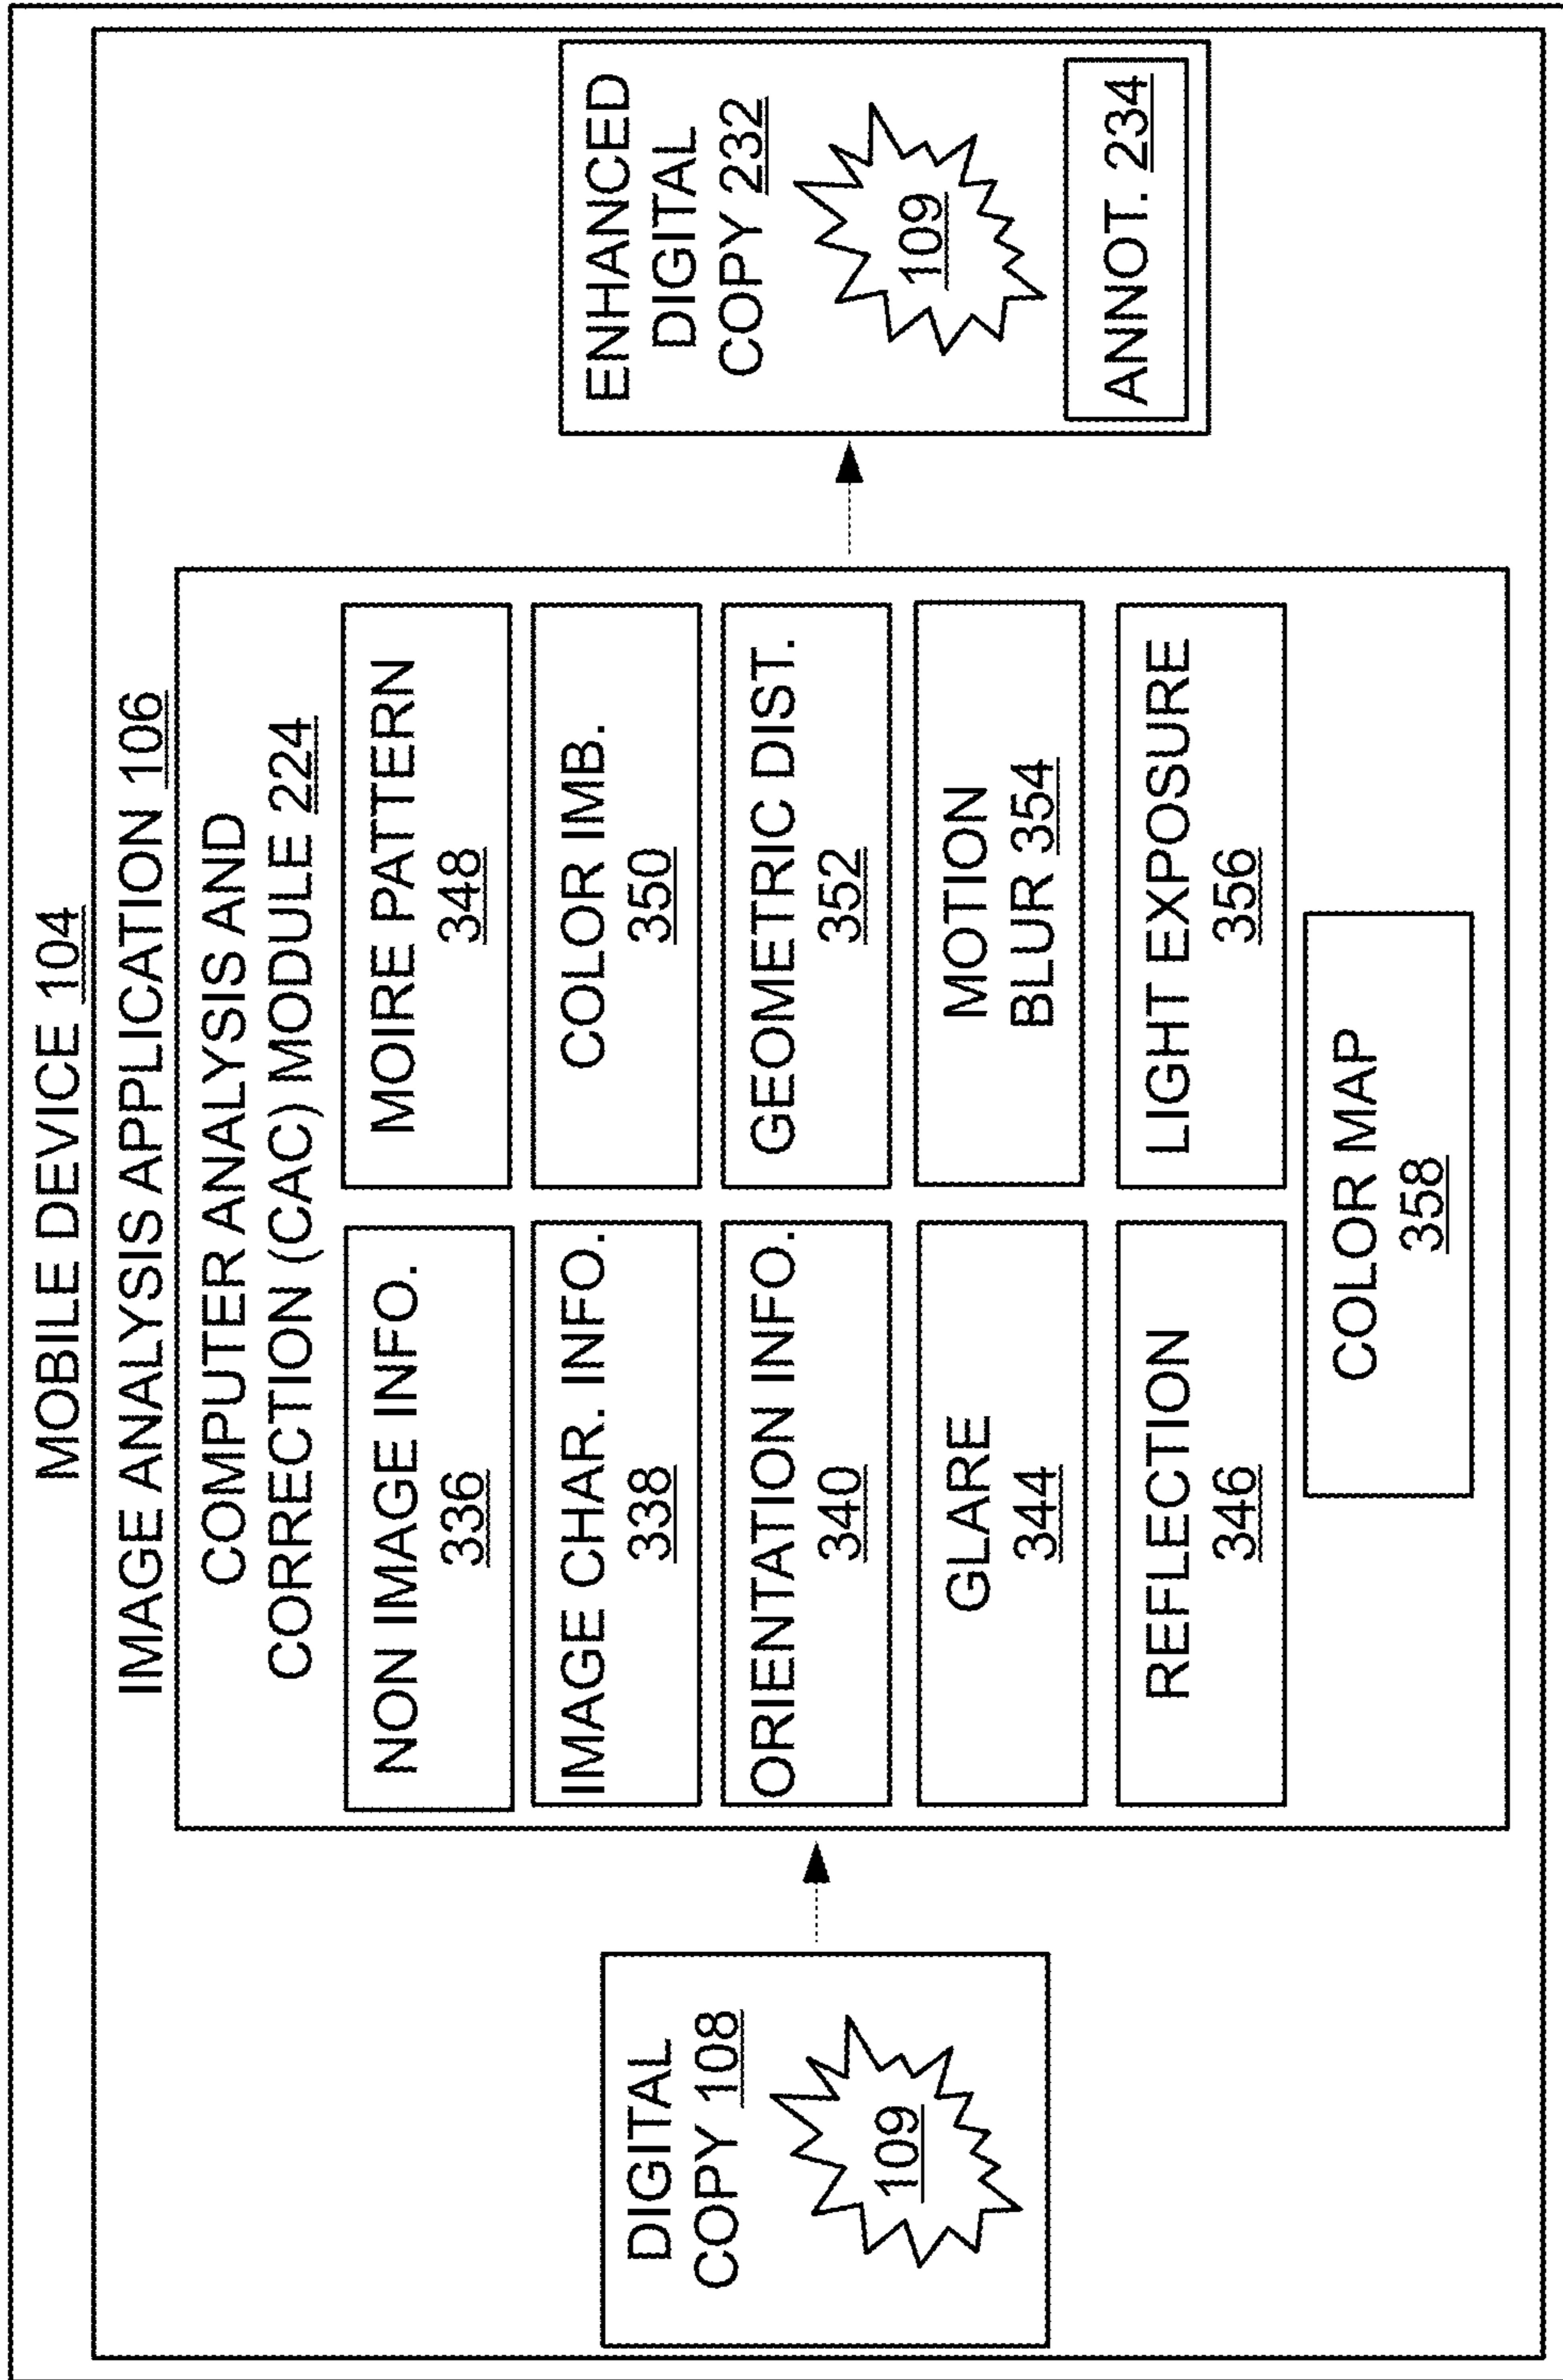 MOBILE DEVICE 104
IMAGE ANALYSIS APPLICATION 106
DIGITAL
COPY 108
109
COMPUTER ANALYSIS AND
CORRECTION (CAC) MODULE 224
NON IMAGE INFO.
336
MOIRE PATTERN
348
IMAGE CHAR. INFO.
338
COLOR IMB.
350
ORIENTATION INFO.
340
GEOMETRIC DIST.
352
GLARE
344
MOTION
BLUR 354
REFLECTION
346
LIGHT EXPOSURE
356
COLOR MAP
358
ENHANCED
DIGITAL
COPY 232
109
ANNOT. 234